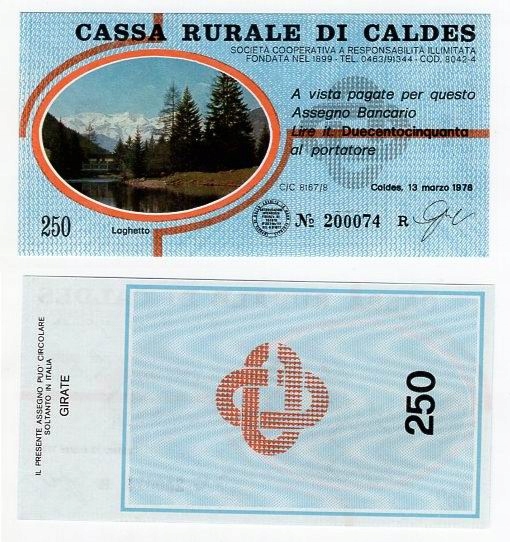 CASSA RURALE DI CALDES
SOCIETÀ COOPERATIVA A RESPONSABILITÀ ILLIMITATA
FONDATA NEL 1899 - TEL. 0463/91344 - COD. 8042-4
A vista pagate per questo
Assegno Bancario
Lire it. Duecentocinquanta
al portatore
C/C 8167/8
Caldes, 13 marzo 1978
250
Laghetto
№ 200074 R
IL PRESENTE ASSEGNO PUO' CIRCOLARE
SOLTANTO IN ITALIA
GIRATE
250